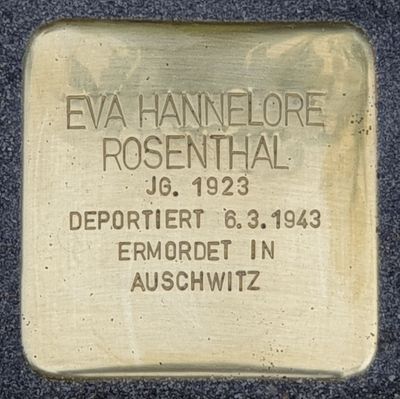 EVA HANNELORE
ROSENTHAL
JG. 1923
DEPORTIERT 6.3.1943
ERMORDET IN
AUSCHWITZ